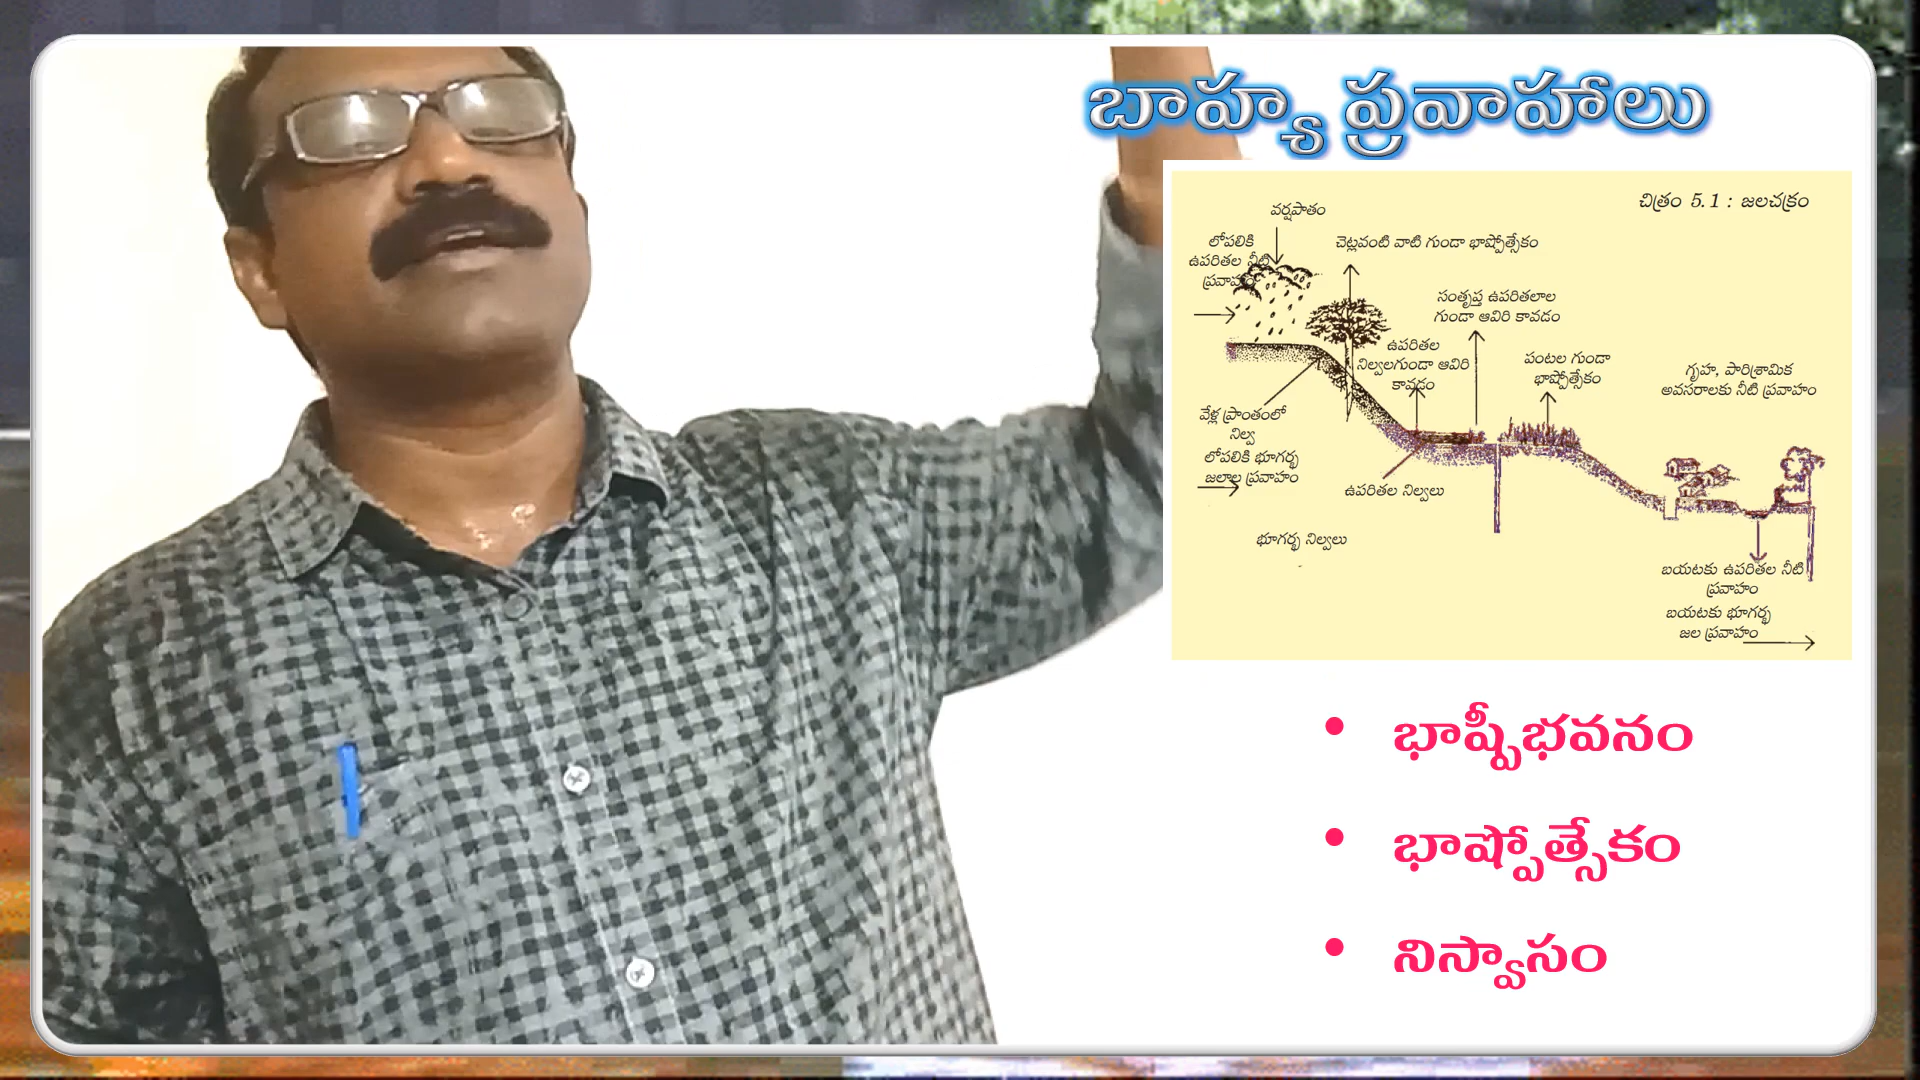 బాహ్య ప్రవాహాలు
చిత్రం 5.1 : జలచక్రం
వర్షపాతం
లోపలికి
ఉపరితల నీటి
ప్రవాహం
చెట్లవంటి వాటి గుండా భాష్పోత్సేకం
సంతృప్త ఉపరితలాల
గుండా ఆవిరి కావడం
ఉపరితల
నిల్వలగుండా ఆవిరి
కావడం
పంటల గుండా
భాష్పోత్సేకం
గృహ, పారిశ్రామిక
అవసరాలకు నీటి ప్రవాహం
వేళ్ల ప్రాంతంలో
నిల్వ
లోపలికి భూగర్భ
జలాల ప్రవాహం
ఉపరితల నిల్వలు
భూగర్భ నిల్వలు
బయటకు ఉపరితల నీటి
ప్రవాహం
బయటకు భూగర్భ
జల ప్రవాహం
• భాష్పీభవనం
• భాష్పోత్సేకం
• నిస్వాసం